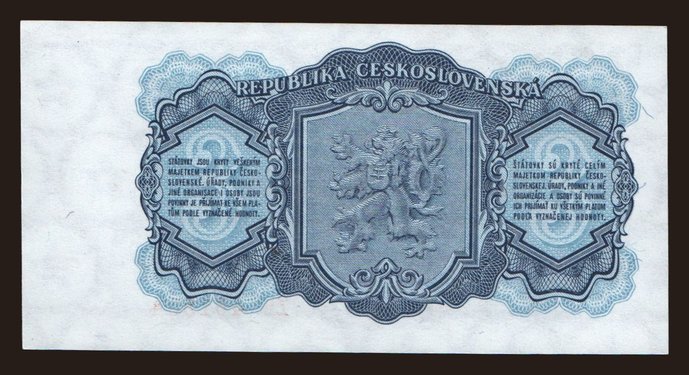 REPUBLIKA ČESKOSLOVENSKÁ
STÁTOVKY JSOU KRYTY VEŠKERÝM
MAJETKEM REPUBLIKY ČESKO-
SLOVENSKÉ. ÚŘADY, PODNIKY A
JINÉ ORGANISACE I OSOBY JSOU
POVINNY JE PŘIJÍMAT KE VŠEM PLA-
TŮM PODLE VYZNAČENÉ HODNOTY.
ŠTÁTOVKY SÚ KRYTÉ CELÝM
MAJETKOM REPUBLIKY ČESKO-
SLOVENSKEJ. ÚRADY, PODNIKY A INÉ
ORGANIZÁCIE A OSOBY SÚ POVINNÉ
ICH PRIJÍMAŤ KU VŠETKÝM PLATOM
PODĽA VYZNAČENEJ HODNOTY.
3
3